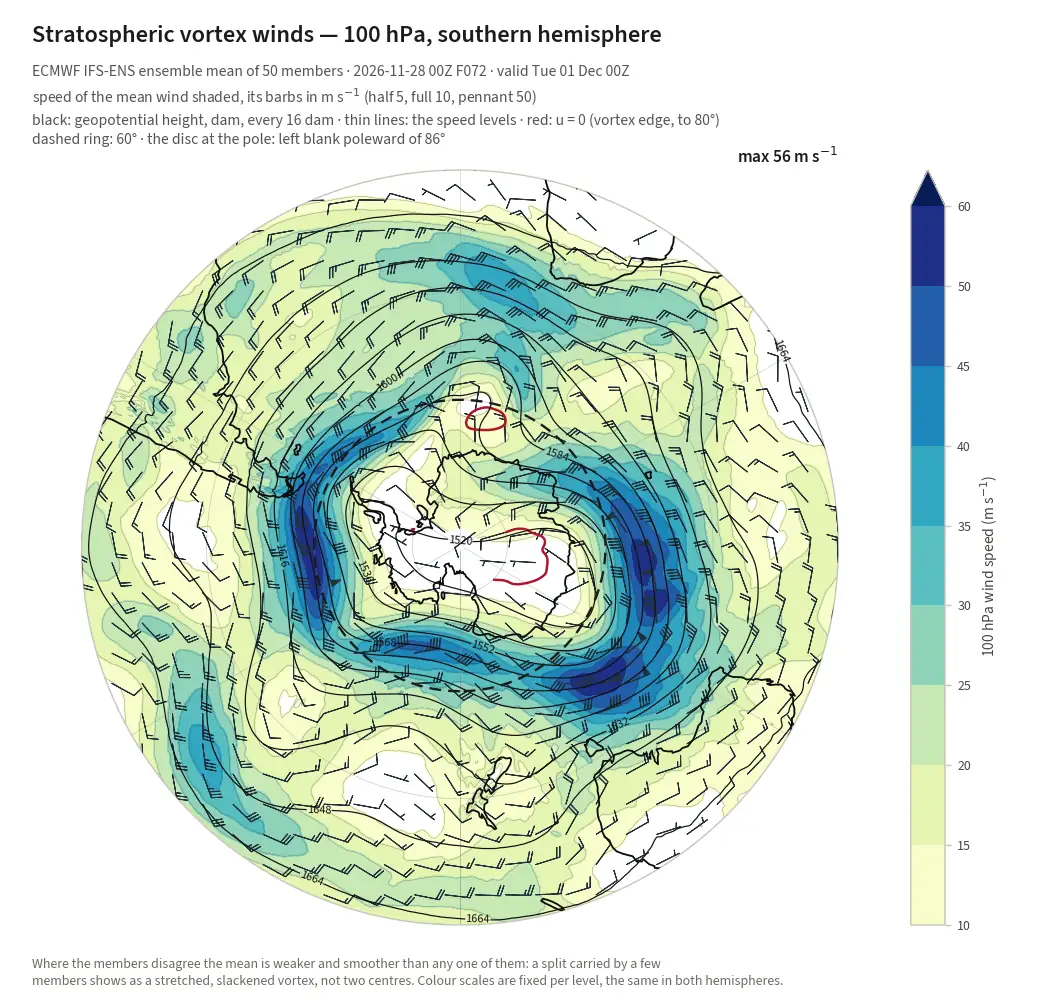 Stratospheric vortex winds — 100 hPa, southern hemisphere
ECMWF IFS-ENS ensemble mean of 50 members · 2026-11-28 00Z F072 · valid Tue 01 Dec 00Z
speed of the mean wind shaded, its barbs in m s⁻¹ (half 5, full 10, pennant 50)
black: geopotential height, dam, every 16 dam · thin lines: the speed levels · red: u = 0 (vortex edge, to 80°)
dashed ring: 60° · the disc at the pole: left blank poleward of 86°
max 56 m s⁻¹
60
50
45
40
35
30
25
20
15
10
100 hPa wind speed (m s⁻¹)
1664
1600
1584
1520
1616
1568
1552
1632
1648
1664
1664
Where the members disagree the mean is weaker and smoother than any one of them: a split carried by a few
members shows as a stretched, slackened vortex, not two centres. Colour scales are fixed per level, the same in both hemispheres.